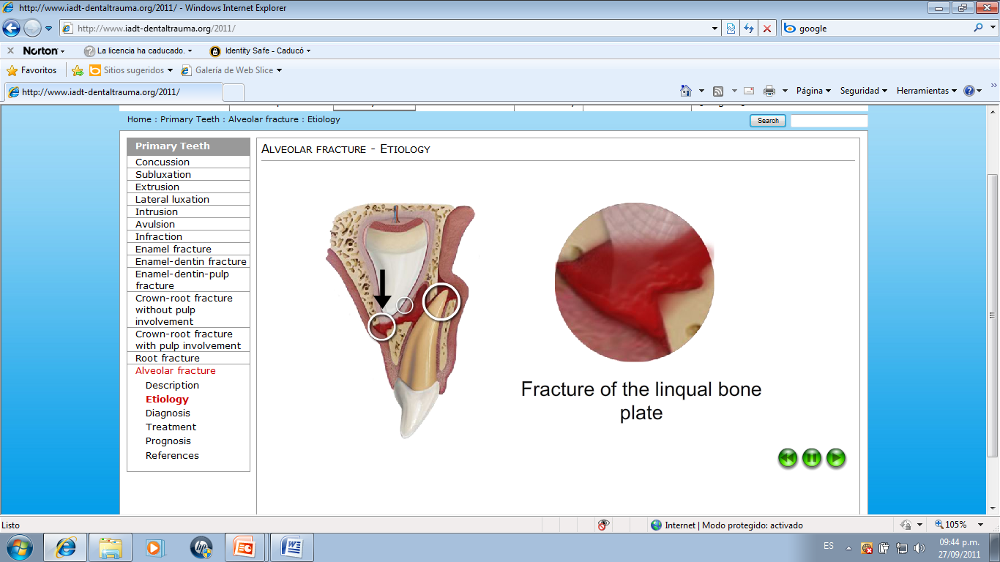 http://www.iadt-dentaltrauma.org/2011/ - Windows Internet Explorer
http://www.iadt-dentaltrauma.org/2011/
google
Norton
La licencia ha caducado.
Identity Safe - Caducó
Favoritos
Sitios sugeridos
Galería de Web Slice
http://www.iadt-dentaltrauma.org/2011/
Página
Seguridad
Herramientas
Home : Primary Teeth : Alveolar fracture : Etiology
Search
Primary Teeth
Concussion
Subluxation
Extrusion
Lateral luxation
Intrusion
Avulsion
Infraction
Enamel fracture
Enamel-dentin fracture
Enamel-dentin-pulp
fracture
Crown-root fracture
without pulp
involvement
Crown-root fracture
with pulp involvement
Root fracture
Alveolar fracture
Description
Etiology
Diagnosis
Treatment
Prognosis
References
Alveolar fracture - Etiology
Fracture of the linqual bone
plate
Listo
Internet | Modo protegido: activado
105%
ES
09:44 p.m.
27/09/2011